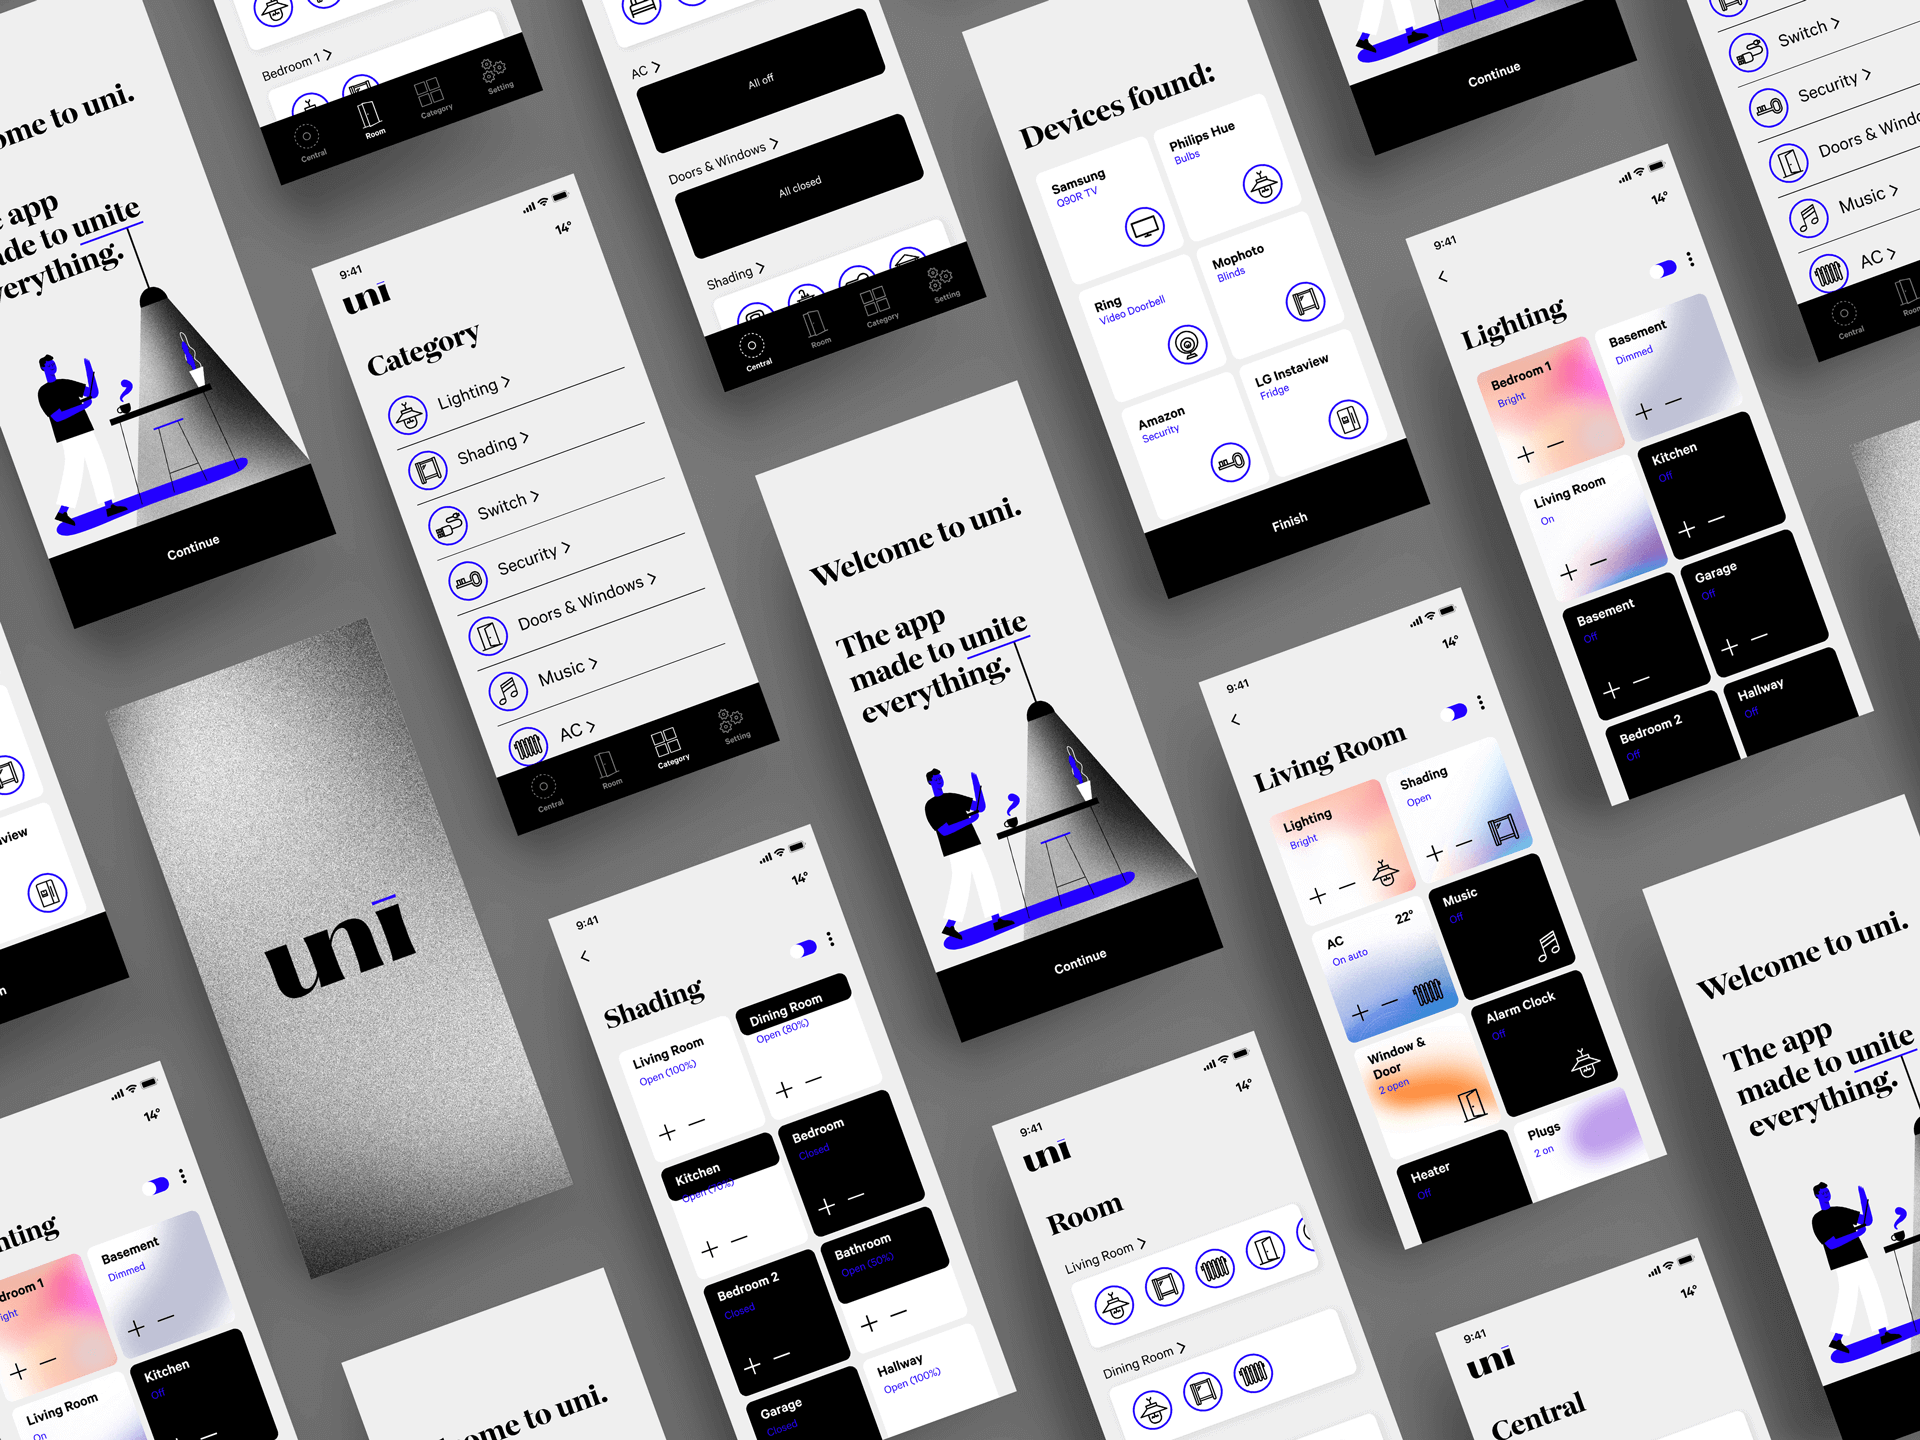 ome to uni.
e app
ade to unite
verything.
Continue
Bedroom 1 >
Central
Room
Category
Setting
9:41
14°
unī
Category
Lighting >
Shading >
Switch >
Security >
Doors & Windows >
Music >
AC >
Central
Room
Category
Setting
AC >
All off
Doors & Windows >
All closed
Shading >
Central
Room
Category
Setting
Devices found:
Samsung
Q90R TV
Philips Hue
Bulbs
Ring
Video Doorbell
Mophoto
Blinds
Amazon
Security
LG Instaview
Fridge
Finish
Continue
Switch >
Security >
Doors & Windo
Music >
AC >
Central
Room
9:41
14°
Lighting
Bedroom 1
Bright
Basement
Dimmed
Living Room
On
Kitchen
Off
Basement
Off
Garage
Off
Bedroom 2
Off
Hallway
Off
unī
Welcome to uni.
The app
made to unite
everything.
Continue
9:41
14°
Living Room
Lighting
Bright
Shading
Open
AC
22°
On auto
Music
Off
Window &
Door
2 open
Alarm Clock
Off
Heater
Off
Plugs
2 on
9:41
14°
Shading
Living Room
Open (100%)
Dining Room
Open (80%)
Kitchen
Open (70%)
Bedroom
Closed
Bedroom 2
Closed
Bathroom
Open (60%)
Garage
Closed
Hallway
Open (100%)
view
n
14°
hting
droom 1
ight
Basement
Dimmed
Living Room
On
Kitchen
Off
ome to uni.
9:41
14°
unī
Room
Living Room >
Dining Room >
9:41
14°
unī
Central
Welcome to uni.
The app
made to unite
everything.